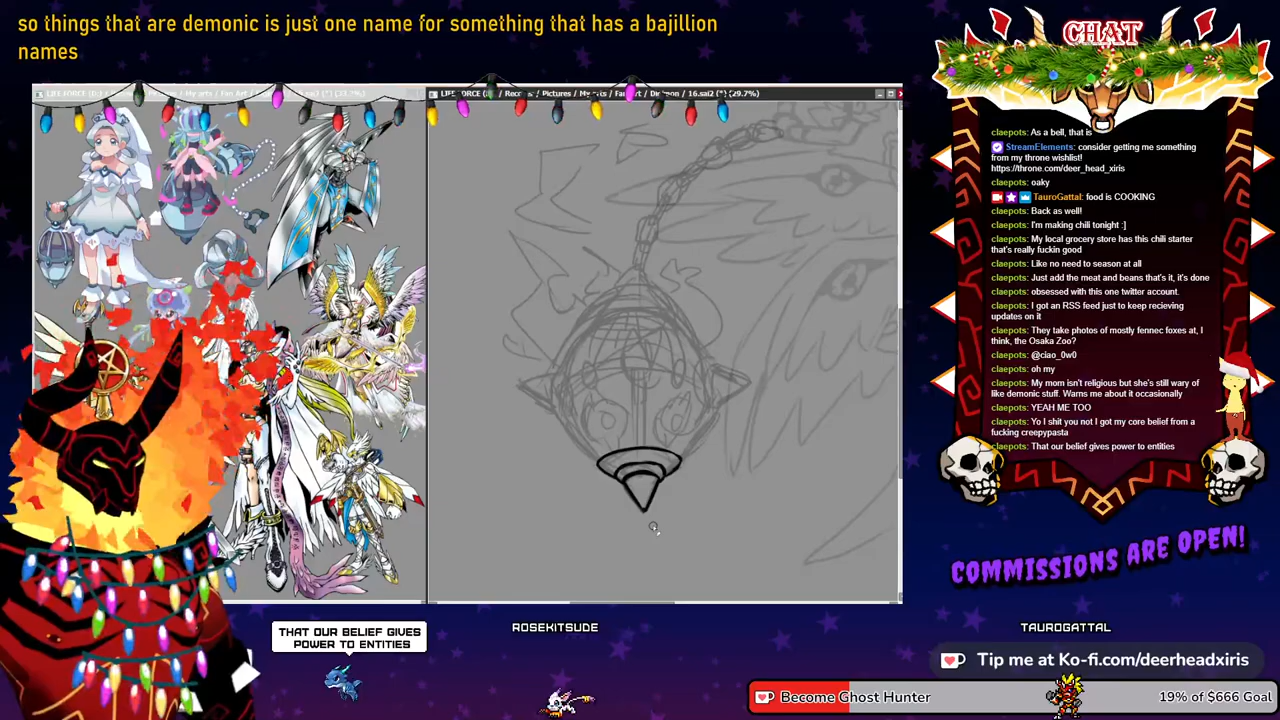 so things that are demonic is just one name for something that has a bajillion
names
CHAT
claepots: As a bell, that is
StreamElements: consider getting me something
from my throne wishlist!
https://throne.com/deer_head_xiris
claepots: oaky
TauroGattal: food is COOKING
claepots: Back as well!
claepots: I'm making chili tonight :]
claepots: My local grocery store has this chili starter
that's really fuckin good
claepots: Like no need to season at all
claepots: Just add the meat and beans that's it, it's done
claepots: obsessed with this one twitter account.
claepots: I got an RSS feed just to keep recieving
updates on it
claepots: They take photos of mostly fennec foxes at, I
think, the Osaka Zoo?
claepots: @ciao_0w0
claepots: oh my
claepots: My mom isn't religious but she's still wary of
like demonic stuff. Warns me about it occasionally
claepots: YEAH ME TOO
claepots: Yo I shit you not I got my core belief from a
fucking creepypasta
claepots: That our belief gives power to entities
COMMISSIONS ARE OPEN!
THAT OUR BELIEF GIVES
POWER TO ENTITIES
ROSEKITSUDE
TAUROGATTAL
Tip me at Ko-fi.com/deerheadxiris
Become Ghost Hunter
19% of $666 Goal